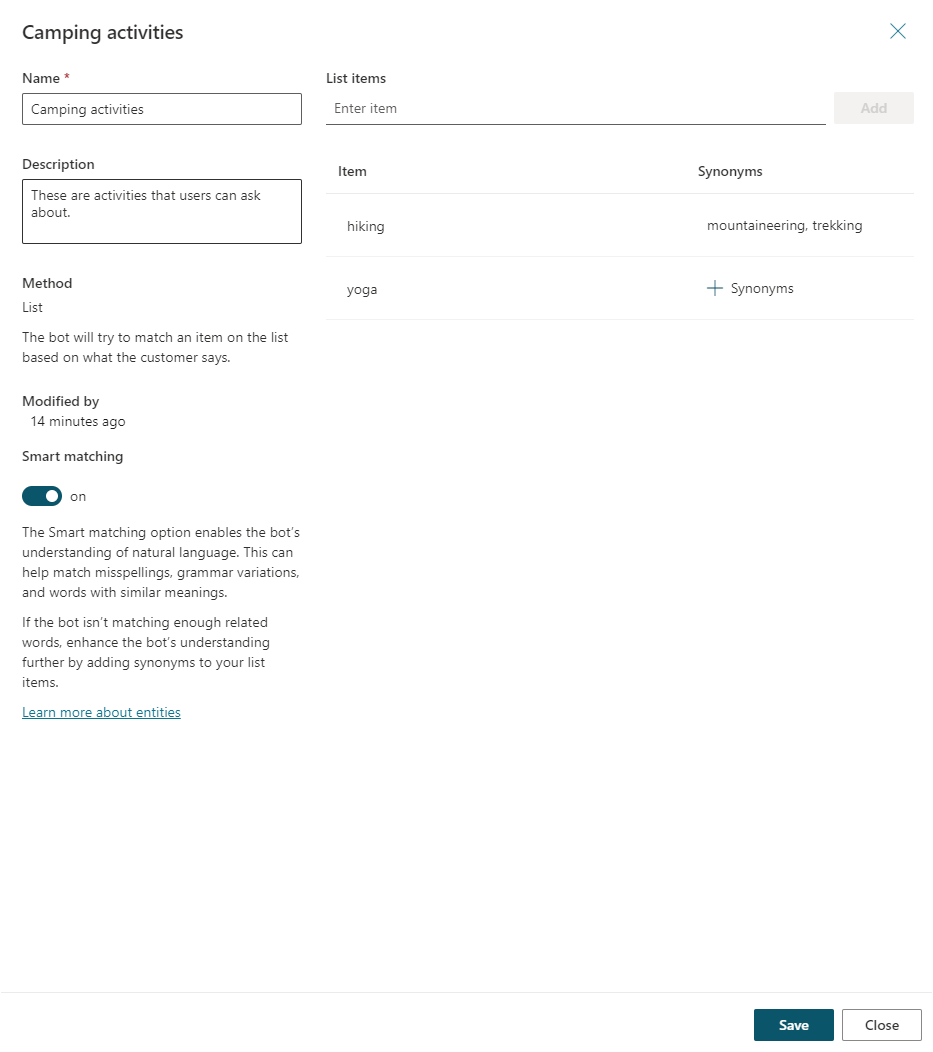 Camping activities
Name *
Camping activities
Description
These are activities that users can ask
about.
Method
List
The bot will try to match an item on the list
based on what the customer says.
Modified by
14 minutes ago
Smart matching
on
The Smart matching option enables the bot’s
understanding of natural language. This can
help match misspellings, grammar variations,
and words with similar meanings.
If the bot isn’t matching enough related
words, enhance the bot’s understanding
further by adding synonyms to your list
items.
Learn more about entities
List items
Enter item
Add
Item Synonyms
hiking mountaineering, trekking
yoga Synonyms
Save Close